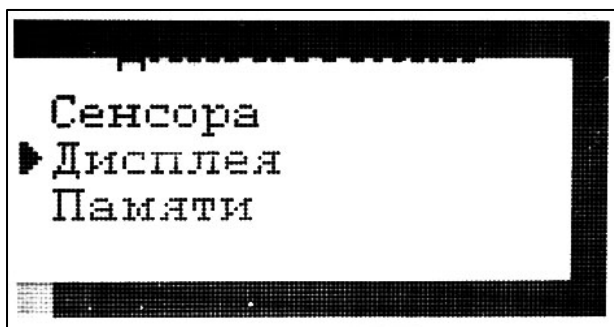 Сенсора
Дисплея
Памяти